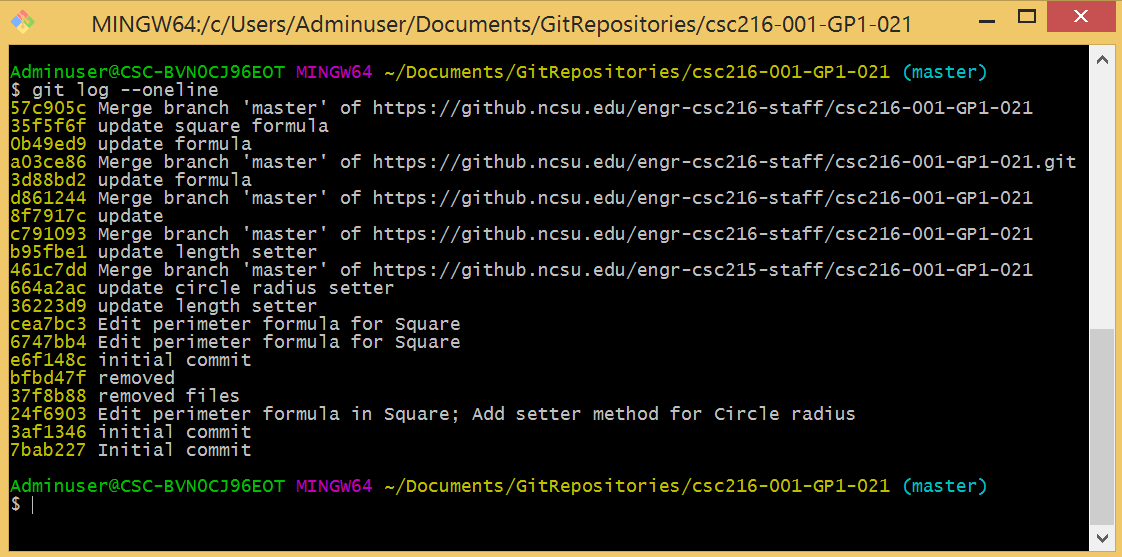 MINGW64:/c/Users/Adminuser/Documents/GitRepositories/csc216-001-GP1-021
Adminuser@CSC-BVN0CJ96EOT MINGW64 ~/Documents/GitRepositories/csc216-001-GP1-021 (master)
$ git log --oneline
57c905c Merge branch 'master' of https://github.ncsu.edu/engr-csc216-staff/csc216-001-GP1-021
35f5f6f update square formula
0b49ed9 update formula
a03ce86 Merge branch 'master' of https://github.ncsu.edu/engr-csc216-staff/csc216-001-GP1-021.git
3d88bd2 update formula
d861244 Merge branch 'master' of https://github.ncsu.edu/engr-csc216-staff/csc216-001-GP1-021
8f7917c update
c791093 Merge branch 'master' of https://github.ncsu.edu/engr-csc216-staff/csc216-001-GP1-021
b95fbe1 update length setter
461c7dd Merge branch 'master' of https://github.ncsu.edu/engr-csc215-staff/csc216-001-GP1-021
664a2ac update circle radius setter
36223d9 update length setter
cea7bc3 Edit perimeter formula for Square
6747bb4 Edit perimeter formula for Square
e6f148c initial commit
bfbd47f removed
37f8b88 removed files
24f6903 Edit perimeter formula in Square; Add setter method for Circle radius
3af1346 initial commit
7bab227 Initial commit
Adminuser@CSC-BVN0CJ96EOT MINGW64 ~/Documents/GitRepositories/csc216-001-GP1-021 (master)
$